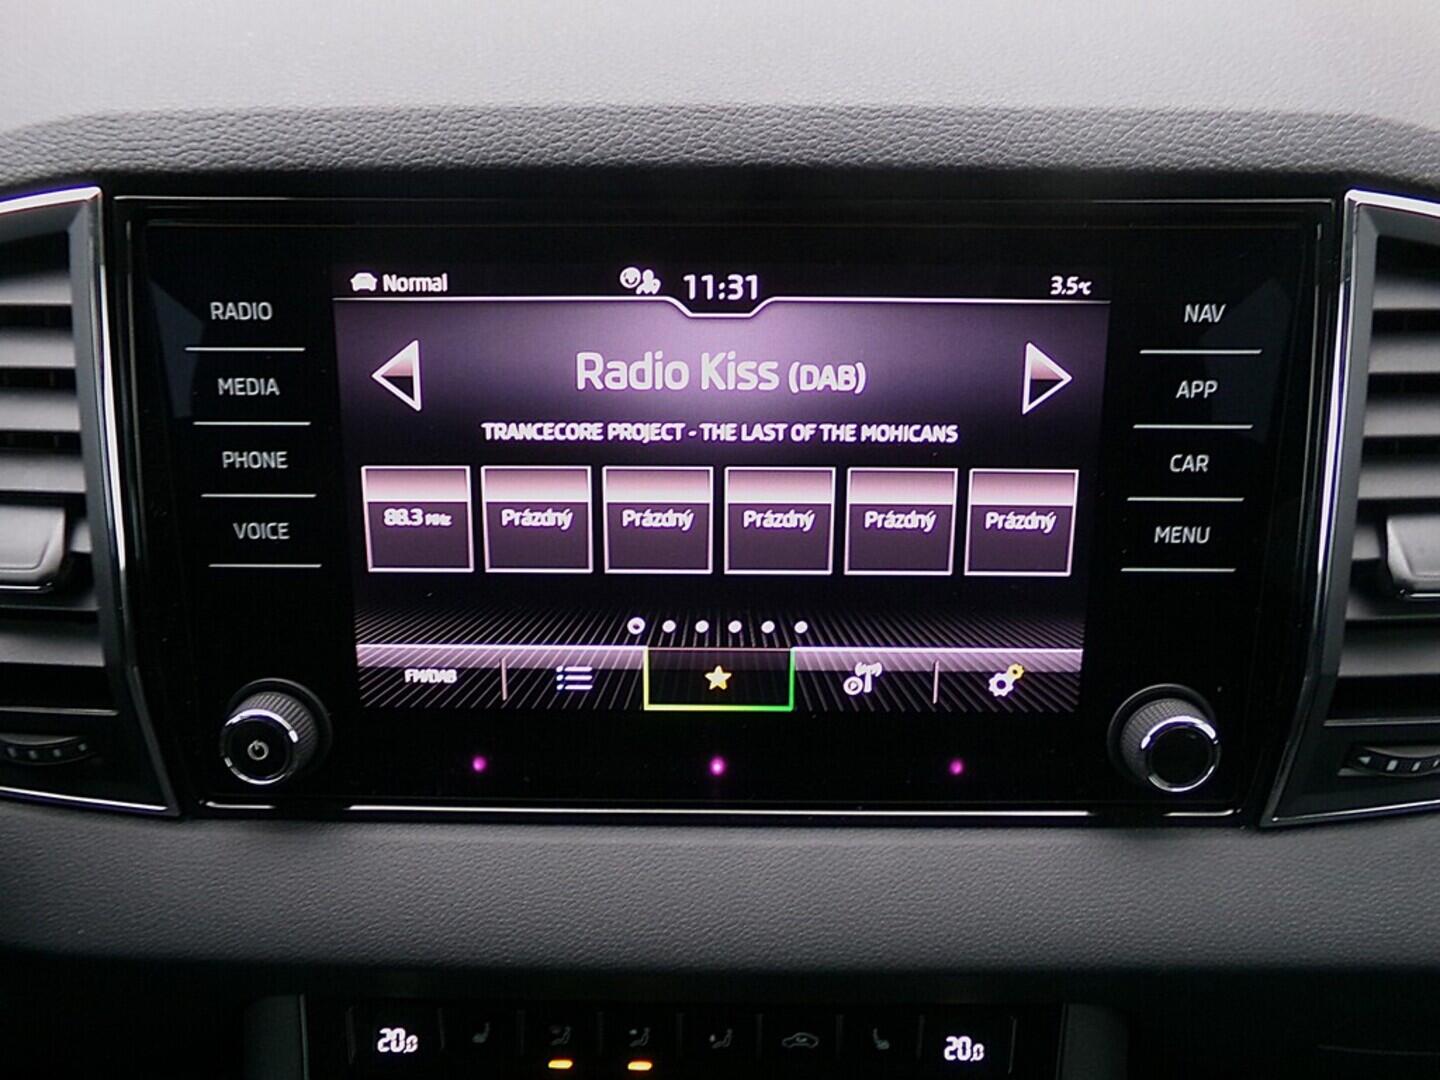 Normal 11:31 3.5°C
RADIO
MEDIA
PHONE
VOICE
Radio Kiss (DAB)
TRANCECORE PROJECT - THE LAST OF THE MOHICANS
88.3 MHz Prázdný Prázdný Prázdný Prázdný Prázdný
FM/DAB
NAV
APP
CAR
MENU
20,0 20,0